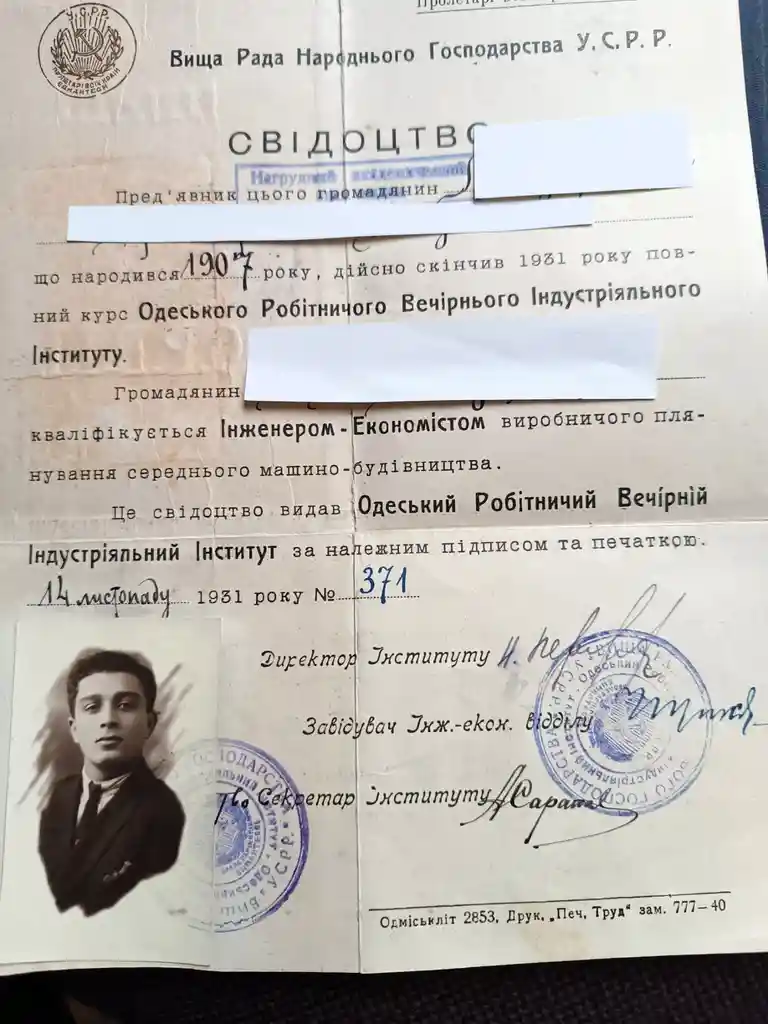 У.С.Р.Р.
Вища Рада Народнього Господарства У.С.Р.Р.
СВІДОЦТВО
Пред'явник цього громадянин
що народився 1907 року, дійсно скінчив 1931 року пов-
ний курс Одеського Робітничого Вечірнього Індустріяльного
Інституту.
Громадянин
кваліфікується Інженером-Економістом виробничого пля-
нування середнього машино-будівництва.
Це свідоцтво видав Одеський Робітничий Вечірній
Індустріяльний Інститут за належним підписом та печаткою.
14 листопаду 1931 року № 371
Директор Інституту
Завідувач Інж.-екон. відділу
Секретар Інституту
Одміськліт 2853, Друк. „Печ. Труд" зам. 777—40